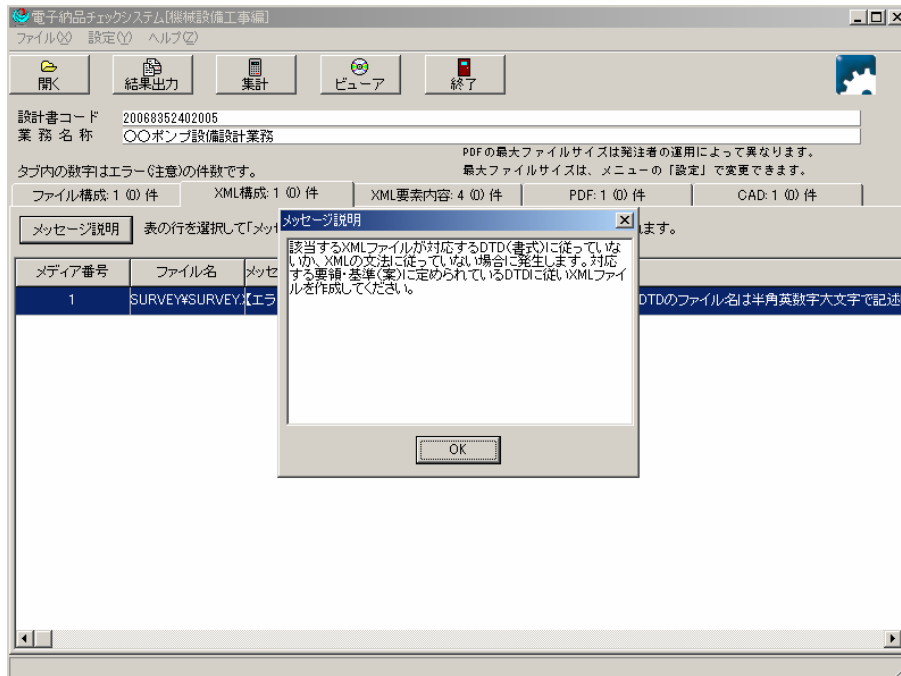 電子納品チェックシステム[機械設備工事編]
ファイル(X) 設定(Y) ヘルプ(Z)
開く 結果出力 集計 ビューア 終了
設計書コード 20068352402005
業務名称 〇〇ポンプ設備設計業務
PDFの最大ファイルサイズは発注者の運用によって異なります。
タブ内の数字はエラー(注意)の件数です。 最大ファイルサイズは、メニューの「設定」で変更できます。
ファイル構成:1 (0) 件 XML構成:1 (0) 件 XML要素内容:4 (0) 件 PDF:1 (0) 件 CAD:1 (0) 件
メッセージ説明 表の行を選択して「メッセ ます。
メッセージ説明
該当するXMLファイルが対応するDTD(書式)に従っていな
いか、XMLの文法に従っていない場合に発生します。対応
する要領・基準(案)に定められているDTDに従いXMLファイ
ルを作成してください。
OK
メディア番号 ファイル名 メッセ
1 SURVEY¥SURVEY. 【エラ DTDのファイル名は半角英数字大文字で記述